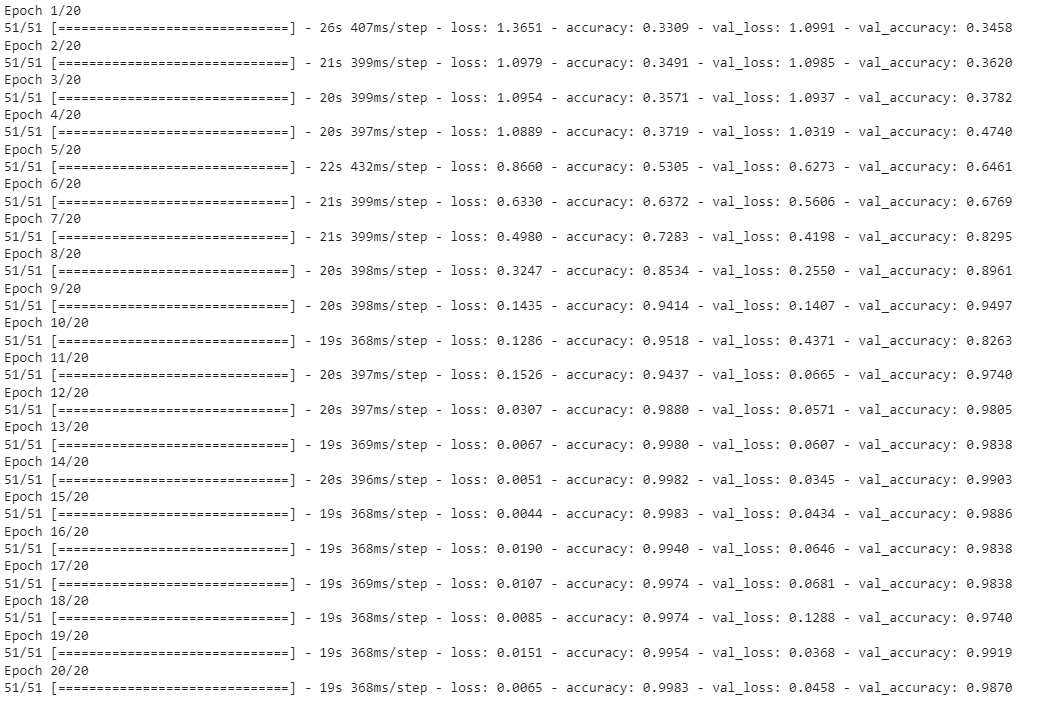 Epoch 1/20
51/51 [==============================] - 26s 407ms/step - loss: 1.3651 - accuracy: 0.3309 - val_loss: 1.0991 - val_accuracy: 0.3458
Epoch 2/20
51/51 [==============================] - 21s 399ms/step - loss: 1.0979 - accuracy: 0.3491 - val_loss: 1.0985 - val_accuracy: 0.3620
Epoch 3/20
51/51 [==============================] - 20s 399ms/step - loss: 1.0954 - accuracy: 0.3571 - val_loss: 1.0937 - val_accuracy: 0.3782
Epoch 4/20
51/51 [==============================] - 20s 397ms/step - loss: 1.0889 - accuracy: 0.3719 - val_loss: 1.0319 - val_accuracy: 0.4740
Epoch 5/20
51/51 [==============================] - 22s 432ms/step - loss: 0.8660 - accuracy: 0.5305 - val_loss: 0.6273 - val_accuracy: 0.6461
Epoch 6/20
51/51 [==============================] - 21s 399ms/step - loss: 0.6330 - accuracy: 0.6372 - val_loss: 0.5606 - val_accuracy: 0.6769
Epoch 7/20
51/51 [==============================] - 21s 399ms/step - loss: 0.4980 - accuracy: 0.7283 - val_loss: 0.4198 - val_accuracy: 0.8295
Epoch 8/20
51/51 [==============================] - 20s 398ms/step - loss: 0.3247 - accuracy: 0.8534 - val_loss: 0.2550 - val_accuracy: 0.8961
Epoch 9/20
51/51 [==============================] - 20s 398ms/step - loss: 0.1435 - accuracy: 0.9414 - val_loss: 0.1407 - val_accuracy: 0.9497
Epoch 10/20
51/51 [==============================] - 19s 368ms/step - loss: 0.1286 - accuracy: 0.9518 - val_loss: 0.4371 - val_accuracy: 0.8263
Epoch 11/20
51/51 [==============================] - 20s 397ms/step - loss: 0.1526 - accuracy: 0.9437 - val_loss: 0.0665 - val_accuracy: 0.9740
Epoch 12/20
51/51 [==============================] - 20s 397ms/step - loss: 0.0307 - accuracy: 0.9880 - val_loss: 0.0571 - val_accuracy: 0.9805
Epoch 13/20
51/51 [==============================] - 19s 369ms/step - loss: 0.0067 - accuracy: 0.9980 - val_loss: 0.0607 - val_accuracy: 0.9838
Epoch 14/20
51/51 [==============================] - 20s 396ms/step - loss: 0.0051 - accuracy: 0.9982 - val_loss: 0.0345 - val_accuracy: 0.9903
Epoch 15/20
51/51 [==============================] - 19s 368ms/step - loss: 0.0044 - accuracy: 0.9983 - val_loss: 0.0434 - val_accuracy: 0.9886
Epoch 16/20
51/51 [==============================] - 19s 368ms/step - loss: 0.0190 - accuracy: 0.9940 - val_loss: 0.0646 - val_accuracy: 0.9838
Epoch 17/20
51/51 [==============================] - 19s 369ms/step - loss: 0.0107 - accuracy: 0.9974 - val_loss: 0.0681 - val_accuracy: 0.9838
Epoch 18/20
51/51 [==============================] - 19s 368ms/step - loss: 0.0085 - accuracy: 0.9974 - val_loss: 0.1288 - val_accuracy: 0.9740
Epoch 19/20
51/51 [==============================] - 19s 368ms/step - loss: 0.0151 - accuracy: 0.9954 - val_loss: 0.0368 - val_accuracy: 0.9919
Epoch 20/20
51/51 [==============================] - 19s 368ms/step - loss: 0.0065 - accuracy: 0.9983 - val_loss: 0.0458 - val_accuracy: 0.9870